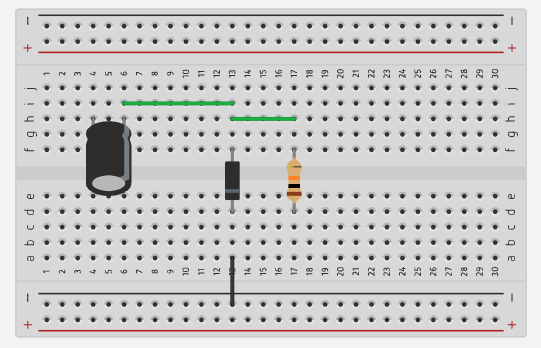 − −
+ +
1 2 3 4 5 6 7 8 9 10 11 12 13 14 15 16 17 18 19 20 21 22 23 24 25 26 27 28 29 30
j j
i i
h h
g g
f f
e e
d d
c c
b b
a a
1 2 3 4 5 6 7 8 9 10 11 12 13 14 15 16 17 18 19 20 21 22 23 24 25 26 27 28 29 30
− −
+ +